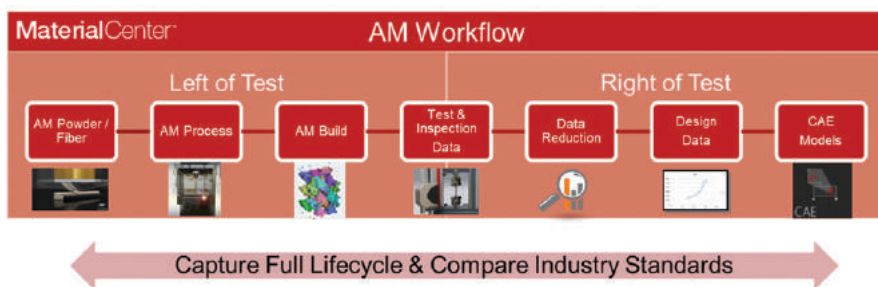 MaterialCenter™
AM Workflow
Left of Test
Right of Test
AM Powder /
Fiber
AM Process
AM Build
Test &
Inspection
Data
Data
Reduction
Design
Data
CAE
Models
CAE
Capture Full Lifecycle & Compare Industry Standards